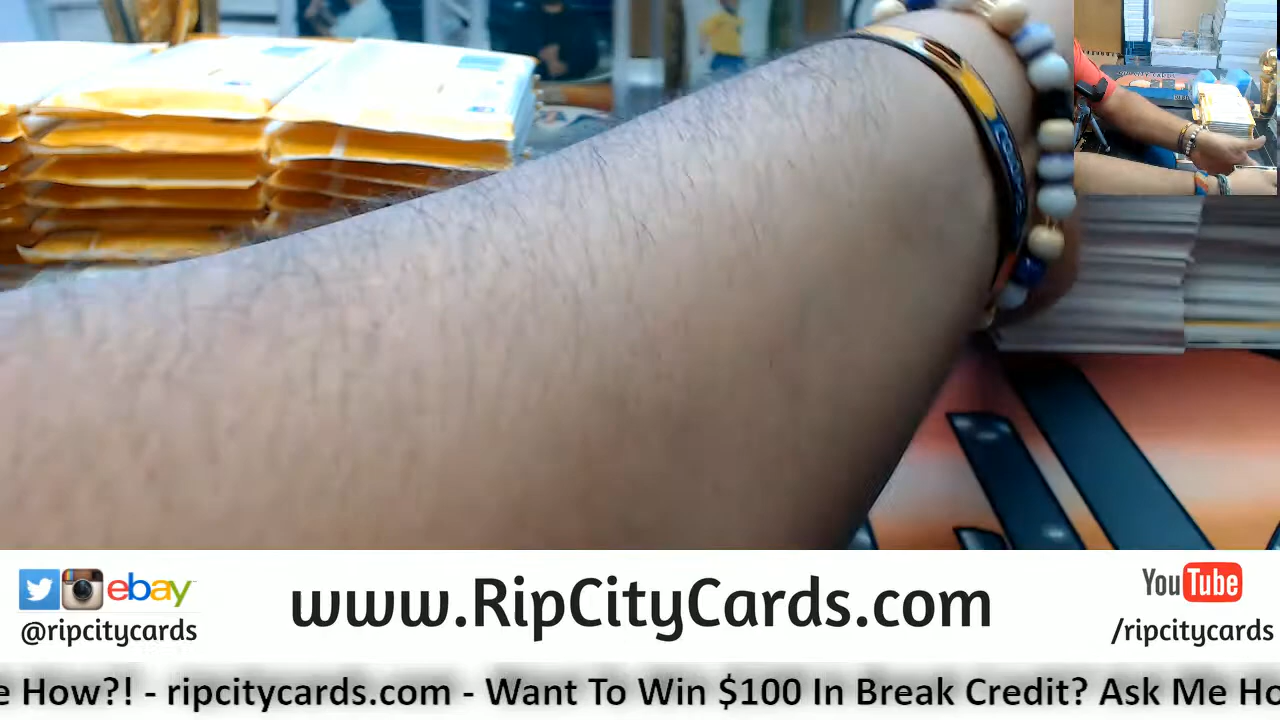 ebay
@ripcitycards
www.RipCityCards.com
YouTube
/ripcitycards
e How?! - ripcitycards.com - Want To Win $100 In Break Credit? Ask Me Ho